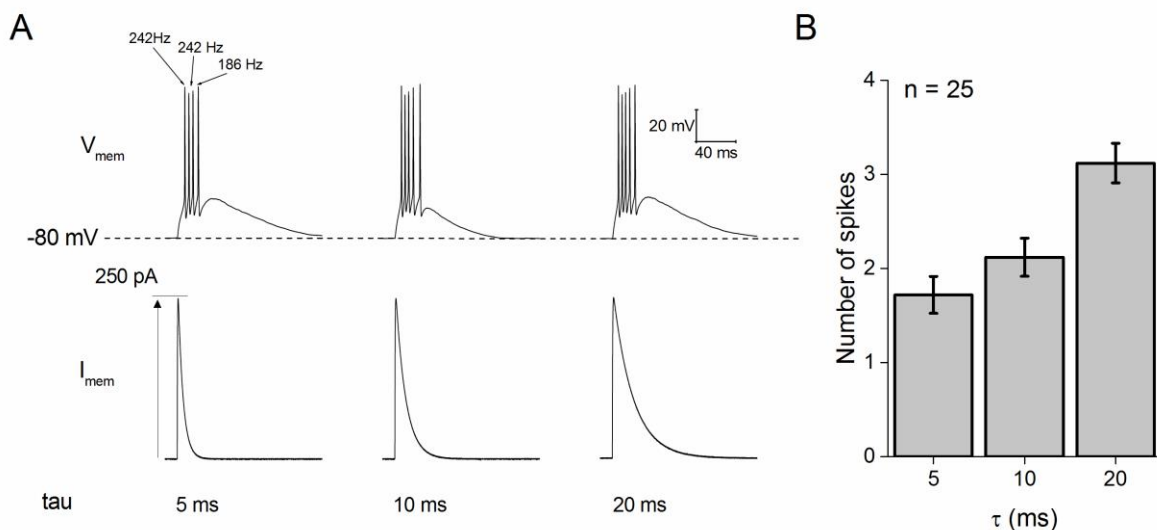 A
242Hz
242 Hz
186 Hz
V mem
20 mV
40 ms
-80 mV
250 pA
I mem
tau
5 ms
10 ms
20 ms
B
n = 25
Number of spikes
4
3
2
1
0
5
10
20
τ (ms)